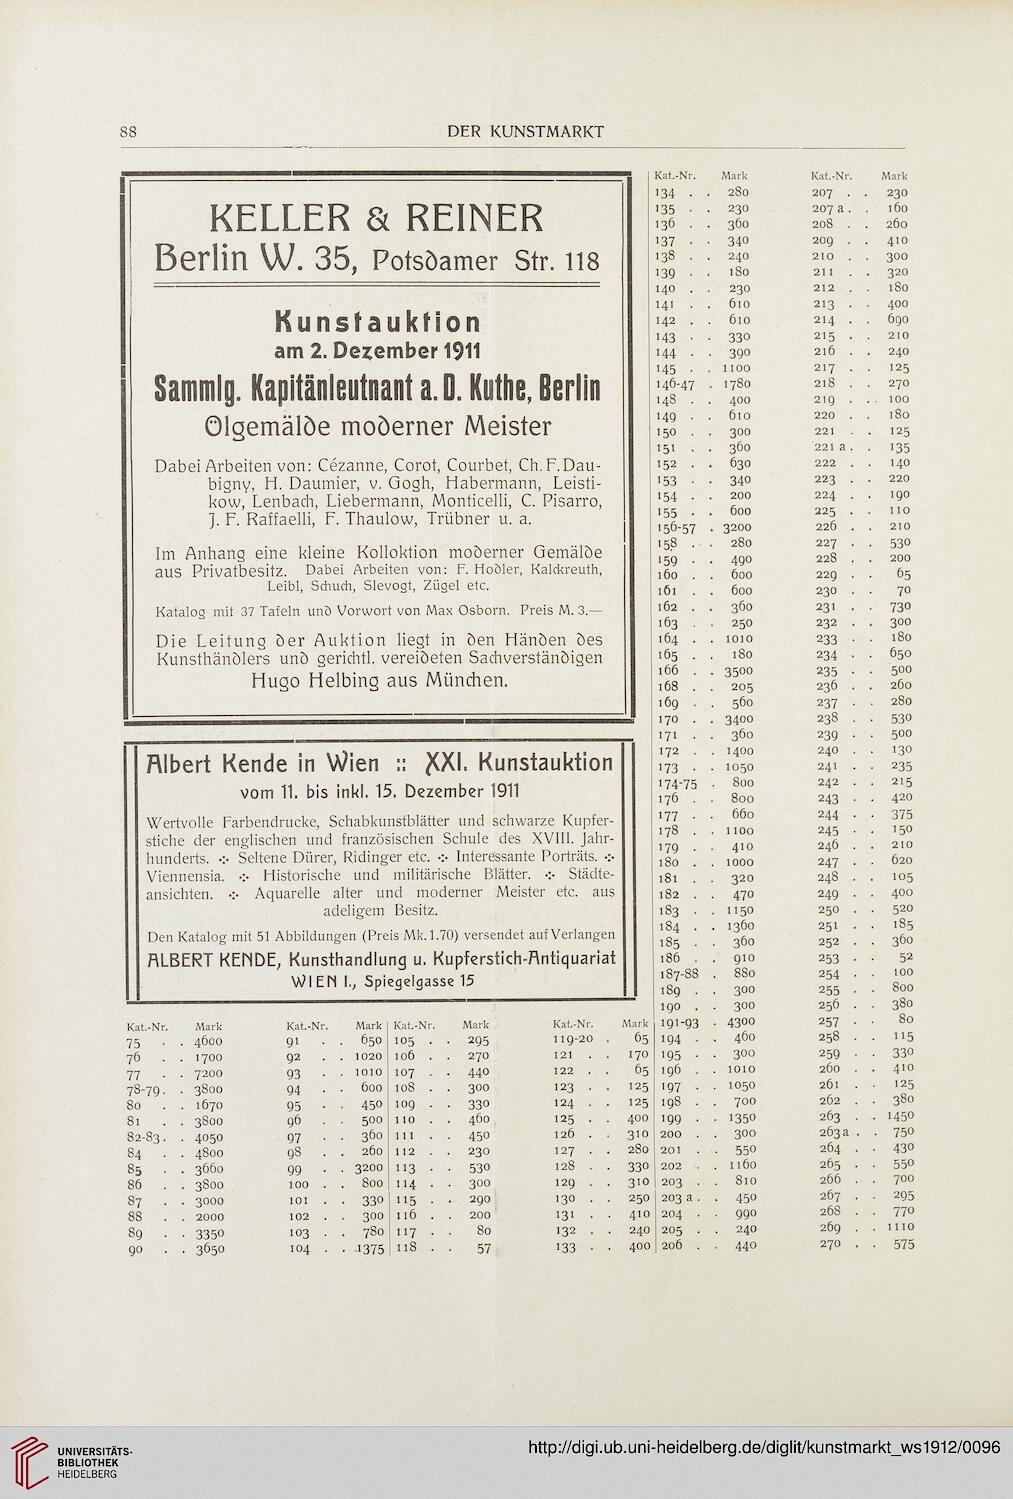 88
DER KUNSTMARKT
KELLER & REINER
Berlin W. 35, Potsdamer Str. 118
Kunstauktion
am 2. Dezember 1911
Sammlg. Kapitänleutnant a. D. Kuthe, Berlin
Ölgemälde moderner Meister
Dabei Arbeiten von: Cézanne, Corot, Courbet, Ch. F. Dau-
bigny, H. Daumier, v. Gogh, Habermann, Leisti-
kow, Lenbach, Liebermann, Monticelli, C. Pisarro,
J. F. Raffaelli, F. Thaulow, Trübner u. a.
Im Anhang eine kleine Kolloktion moderner Gemälde
aus Privatbesitz. Dabei Arbeiten von: F. Hodler, Kalckreuth,
Leibl, Schuch, Slevogt, Zügel etc.
Katalog mit 37 Tafeln und Vorwort von Max Osborn. Preis M. 3.—
Die Leitung der Auktion liegt in den Händen des
Kunsthändlers und gerichtl. vereideten Sachverständigen
Hugo Helbing aus München.
Albert Kende in Wien :: XXI. Kunstauktion
vom 11. bis inkl. 15. Dezember 1911
Wertvolle Farbendrucke, Schabkunstblätter und schwarze Kupfer-
stiche der englischen und französischen Schule des XVIII. Jahr-
hunderts. ·:· Seltene Dürer, Ridinger etc. ·:· Interessante Porträts. ·:·
Viennensia. ·:· Historische und militärische Blätter. ·:· Städte-
ansichten. ·:· Aquarelle alter und moderner Meister etc. aus
adeligem Besitz.
Den Katalog mit 51 Abbildungen (Preis Mk. 1.70) versendet auf Verlangen
ALBERT KENDE, Kunsthandlung u. Kupferstich-Antiquariat
WIEN I., Spiegelgasse 15
Kat.-Nr. Mark
75 . . 4600
76 . . 1700
77 . . 7200
78-79 . . 3800
80 . . 1670
81 . . 3800
82-83 . . 4050
84 . . 4800
85 . . 3660
86 . . 3800
87 . . 3000
88 . . 2000
89 . . 3350
90 . . 3650
Kat.-Nr. Mark
91 . . 650
92 . . 1020
93 . . 1010
94 . . 600
95 . . 450
96 . . 500
97 . . 360
98 . . 260
99 . . 3200
100 . . 800
101 . . 330
102 . . 300
103 . . 780
104 . . 1375
Kat.-Nr. Mark
105 . . 295
106 . . 270
107 . . 440
108 . . 300
109 . . 330
110 . . 460
111 . . 450
112 . . 230
113 . . 530
114 . . 300
115 . . 290
116 . . 200
117 . . 80
118 . . 57
Kat.-Nr. Mark
119-20 . 65
121 . . 170
122 . . 65
123 . . 125
124 . . 125
125 . . 400
126 . . 310
127 . . 280
128 . . 330
129 . . 310
130 . . 250
131 . . 410
132 . . 240
133 . . 400
Kat.-Nr. Mark
134 . . 280
135 . . 230
136 . . 360
137 . . 340
138 . . 240
139 . . 180
140 . . 230
141 . . 610
142 . . 610
143 . . 330
144 . . 390
145 . . 1100
146-47 . 1780
148 . . 400
149 . . 610
150 . . 300
151 . . 360
152 . . 630
153 . . 340
154 . . 200
155 . . 600
156-57 . 3200
158 . . 280
159 . . 490
160 . . 600
161 . . 600
162 . . 360
163 . . 250
164 . . 1010
165 . . 180
166 . . 3500
168 . . 205
169 . . 560
170 . . 3400
171 . . 360
172 . . 1400
173 . . 1050
174-75 . 800
176 . . 800
177 . . 660
178 . . 1100
179 . . 410
180 . . 1000
181 . . 320
182 . . 470
183 . . 1150
184 . . 1360
185 . . 360
186 . . 910
187-88 . 880
189 . . 300
190 . . 300
191-93 . 4300
194 . . 460
195 . . 300
196 . . 1010
197 . . 1050
198 . . 700
199 . . 1350
200 . . 300
201 . . 550
202 . . 1160
203 . . 810
203 a . . 450
204 . . 990
205 . . 240
206 . . 440
Kat.-Nr. Mark
207 . . 230
207 a . . 160
208 . . 260
209 . . 410
210 . . 300
211 . . 320
212 . . 180
213 . . 400
214 . . 690
215 . . 210
216 . . 240
217 . . 125
218 . . 270
219 . . 100
220 . . 180
221 . . 125
221 a . . 135
222 . . 140
223 . . 220
224 . . 190
225 . . 110
226 . . 210
227 . . 530
228 . . 200
229 . . 65
230 . . 70
231 . . 730
232 . . 300
233 . . 180
234 . . 650
235 . . 500
236 . . 260
237 . . 280
238 . . 530
239 . . 500
240 . . 130
241 . . 235
242 . . 215
243 . . 420
244 . . 375
245 . . 150
246 . . 210
247 . . 620
248 . . 105
249 . . 400
250 . . 520
251 . . 185
252 . . 360
253 . . 52
254 . . 100
255 . . 800
256 . . 380
257 . . 80
258 . . 115
259 . . 330
260 . . 410
261 . . 125
262 . . 380
263 . . 1450
263 a . . 750
264 . . 430
265 . . 550
266 . . 700
267 . . 295
268 . . 770
269 . . 1110
270 . . 575
UNIVERSITÄTS-
BIBLIOTHEK
HEIDELBERG
http://digi.ub.uni-heidelberg.de/diglit/kunstmarkt_ws1912/0096